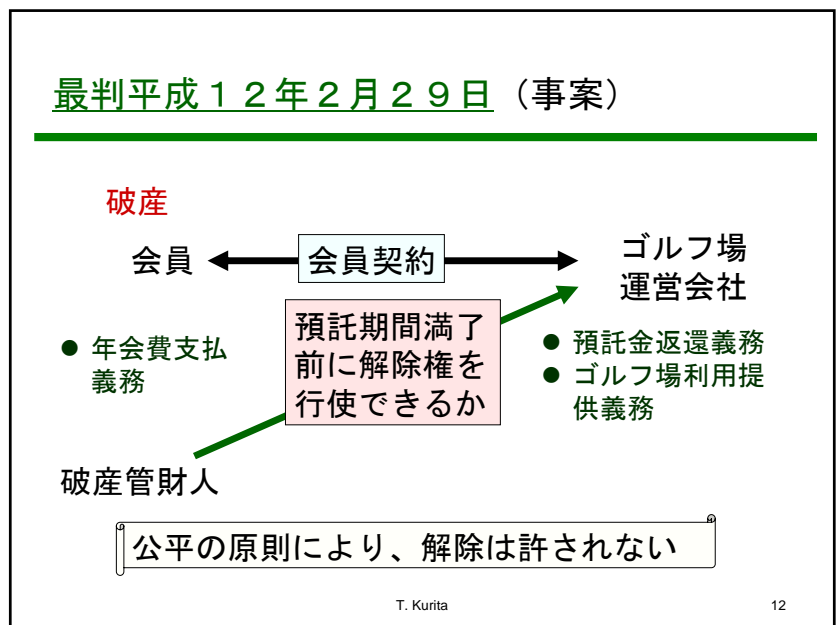 最判平成１２年２月２９日（事案）
破産
会員
会員契約
ゴルフ場
運営会社
● 年会費支払
義務
預託期間満了
前に解除権を
行使できるか
● 預託金返還義務
● ゴルフ場利用提
供義務
破産管財人
公平の原則により、解除は許されない
T. Kurita
12